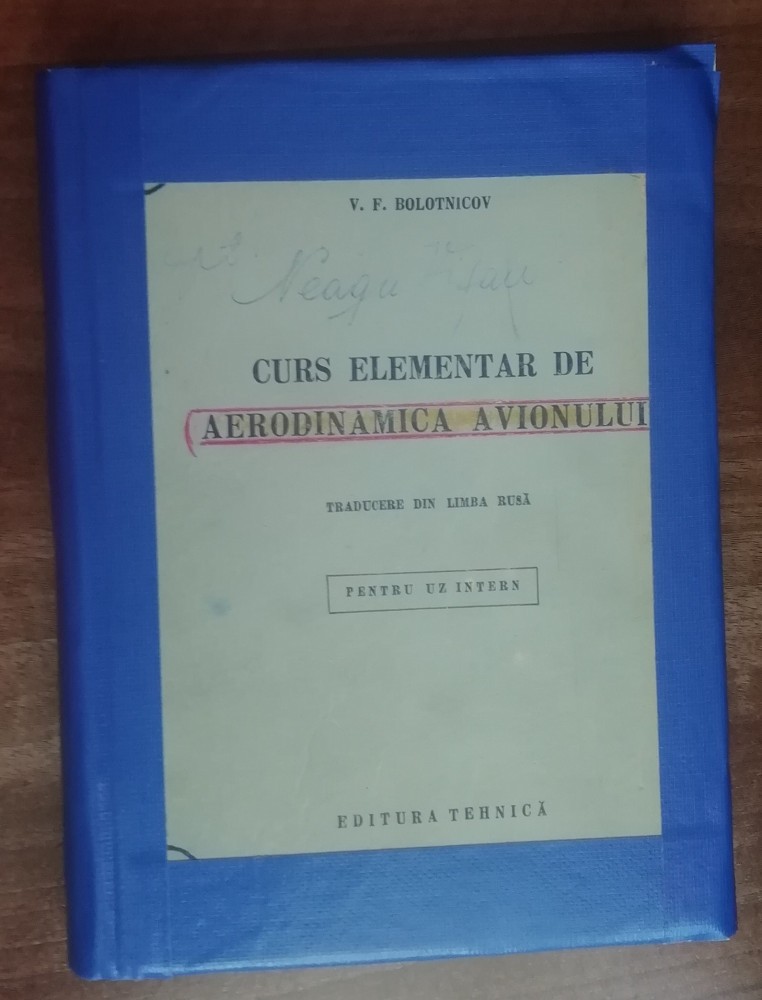 V. F. BOLOTNICOV
Neagu
CURS ELEMENTAR DE
AERODINAMICA AVIONULUI
TRADUCERE DIN LIMBA RUSĂ
PENTRU UZ INTERN
EDITURA TEHNICĂ